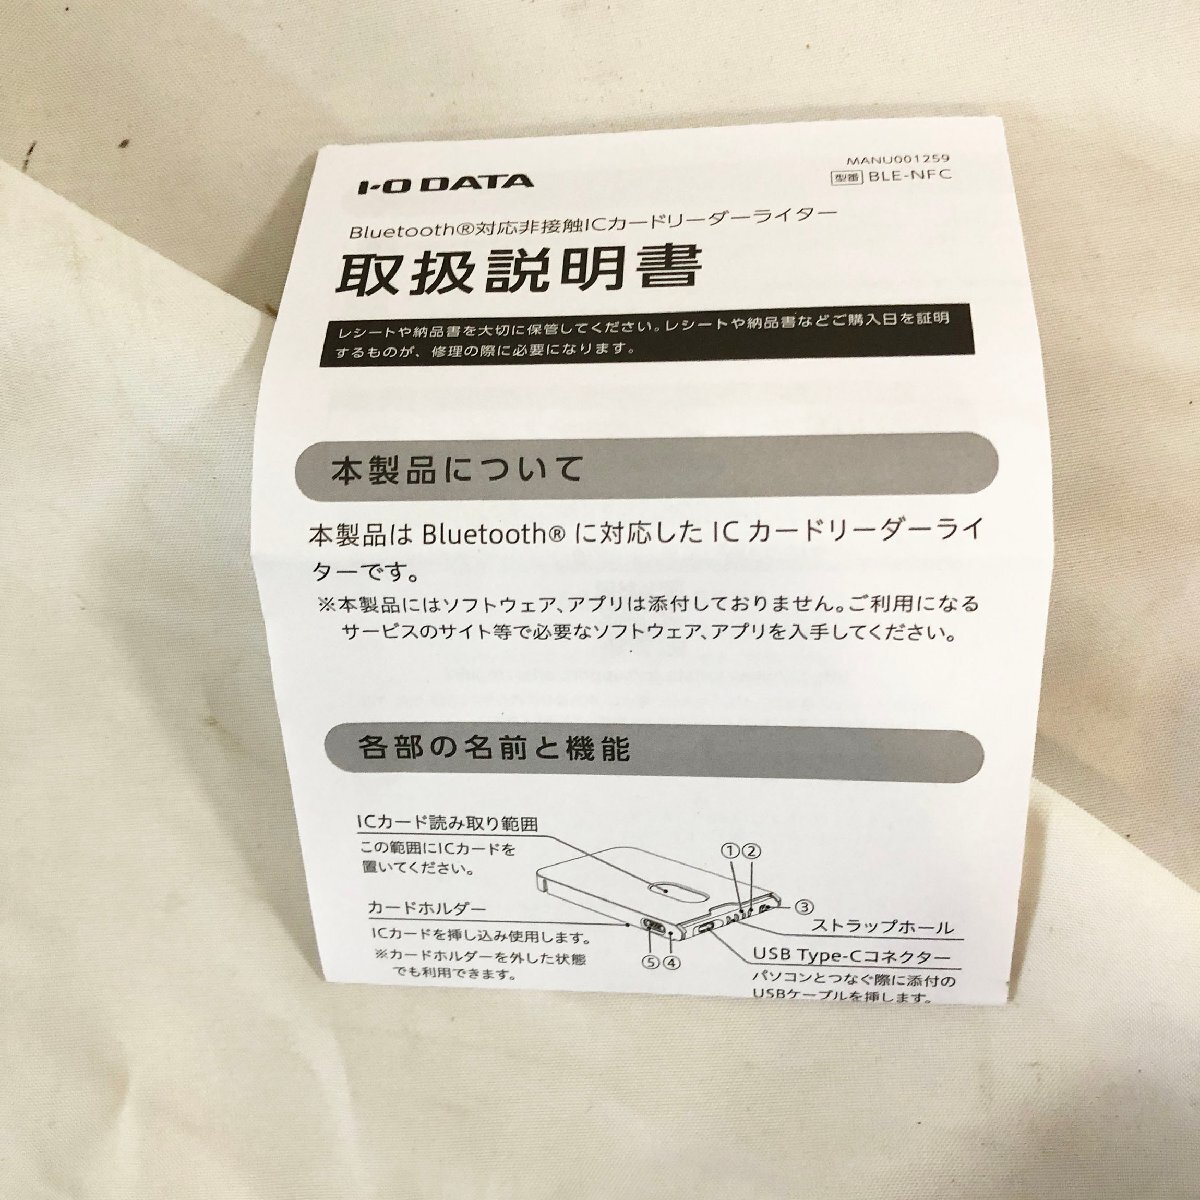 I-O DATA
MANU001259
型番 BLE-NFC
Bluetooth®対応非接触ICカードリーダーライター
取扱説明書
レシートや納品書を大切に保管してください。レシートや納品書などご購入日を証明
するものが、修理の際に必要になります。
本製品について
本製品は Bluetooth® に対応した IC カードリーダーライ
ターです。
※本製品にはソフトウェア、アプリは添付しておりません。ご利用になる
サービスのサイト等で必要なソフトウェア、アプリを入手してください。
各部の名前と機能
ICカード読み取り範囲
この範囲にICカードを
置いてください。
①②
③
カードホルダー
ICカードを挿し込み使用します。
※カードホルダーを外した状態
でも利用できます。
⑤④
ストラップホール
USB Type-Cコネクター
パソコンとつなぐ際に添付の
USBケーブルを挿します。